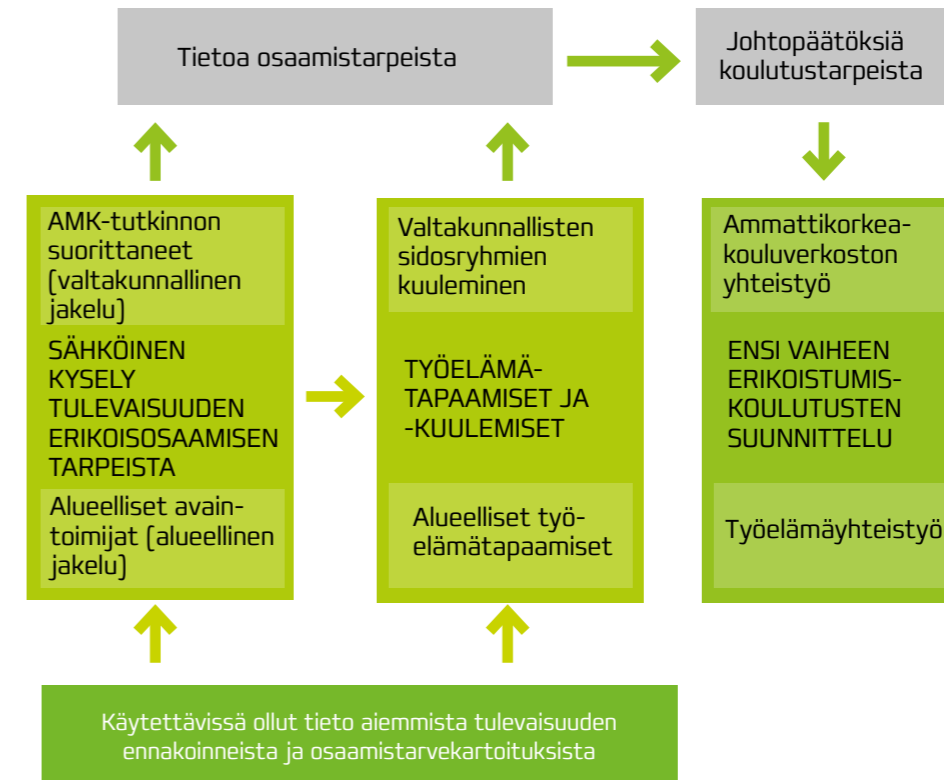 Tietoa osaamistarpeista
Johtopäätöksiä
koulutustarpeista
AMK-tutkinnon
suorittaneet
(valtakunnallinen
jakelu)
SÄHKÖINEN
KYSELY
TULEVAISUUDEN
ERIKOISOSAAMISEN
TARPEISTA
Alueelliset avain-
toimijat (alueellinen
jakelu)
Valtakunnallisten
sidosryhmien
kuuleminen
TYÖELÄMÄ-
TAPAAMISET JA
-KUULEMISET
Alueelliset työ-
elämätapaamiset
Ammattikorkea-
kouluverkoston
yhteistyö
ENSI VAIHEEN
ERIKOISTUMIS-
KOULUTUSTEN
SUUNNITTELU
Työelämäyhteistyö
Käytettävissä ollut tieto aiemmista tulevaisuuden
ennakoinneista ja osaamistarvekartoituksista